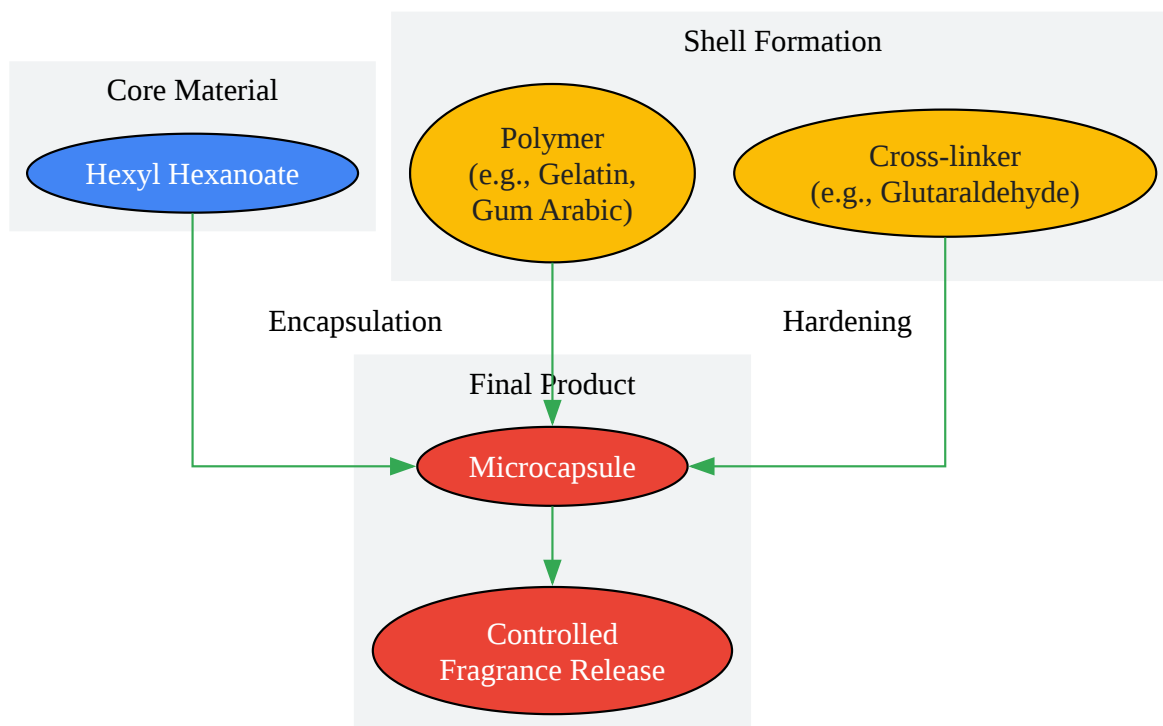 Shell Formation
Core Material
Hexyl Hexanoate
Polymer
(e.g., Gelatin,
Gum Arabic)
Cross-linker
(e.g., Glutaraldehyde)
Encapsulation
Hardening
Final Product
Microcapsule
Controlled
Fragrance Release